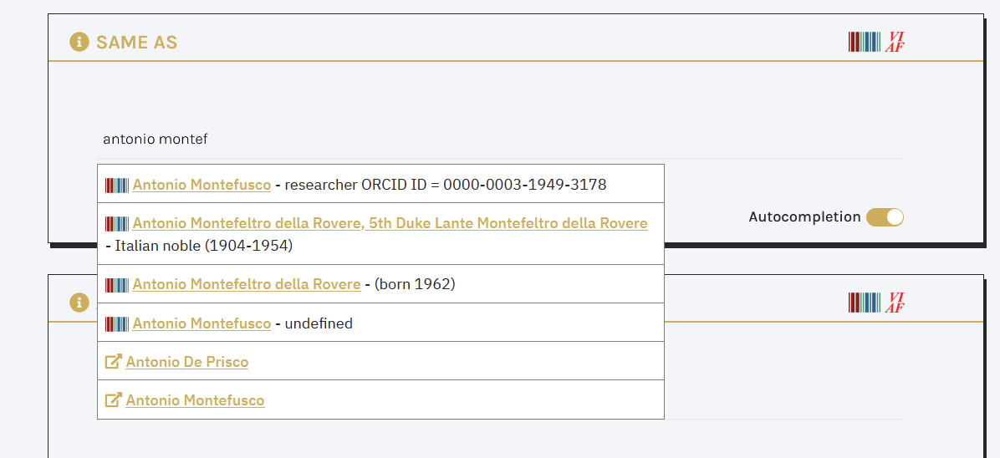 SAME AS
VI
AF
antonio montef
Antonio Montefusco - researcher ORCID ID = 0000-0003-1949-3178
Antonio Montefeltro della Rovere, 5th Duke Lante Montefeltro della Rovere
- Italian noble (1904-1954)
Autocompletion
Antonio Montefeltro della Rovere - (born 1962)
VI
AF
Antonio Montefusco - undefined
Antonio De Prisco
Antonio Montefusco